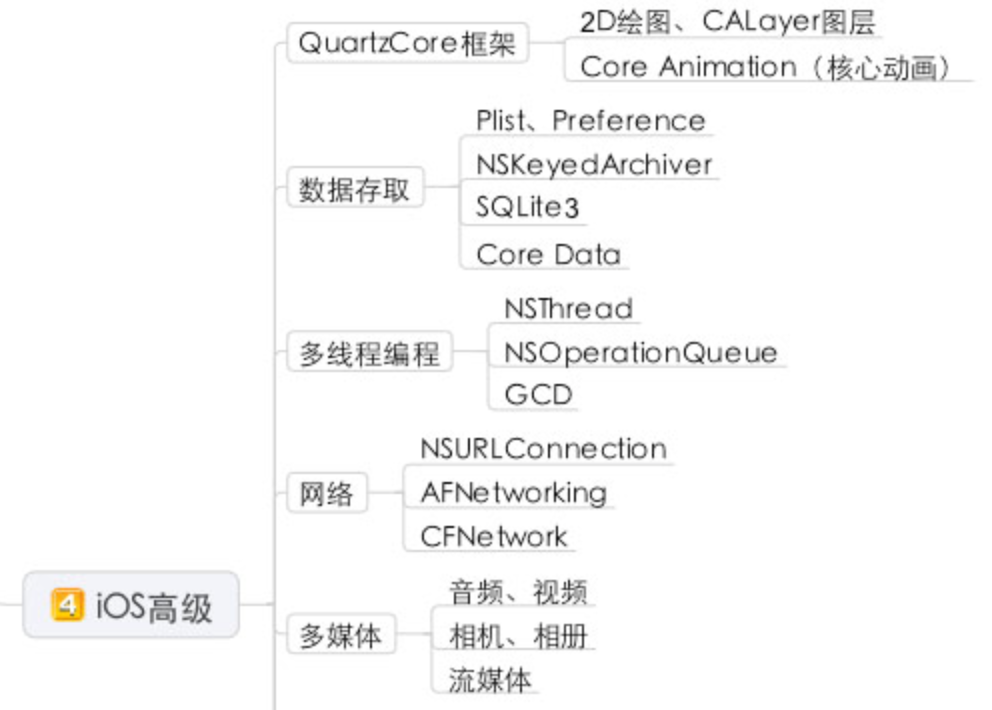 QuartzCore框架
2D绘图、CALayer图层
Core Animation（核心动画）
数据存取
Plist、Preference
NSKeyedArchiver
SQLite3
Core Data
多线程编程
NSThread
NSOperationQueue
GCD
网络
NSURLConnection
AFNetworking
CFNetwork
4 iOS高级
多媒体
音频、视频
相机、相册
流媒体